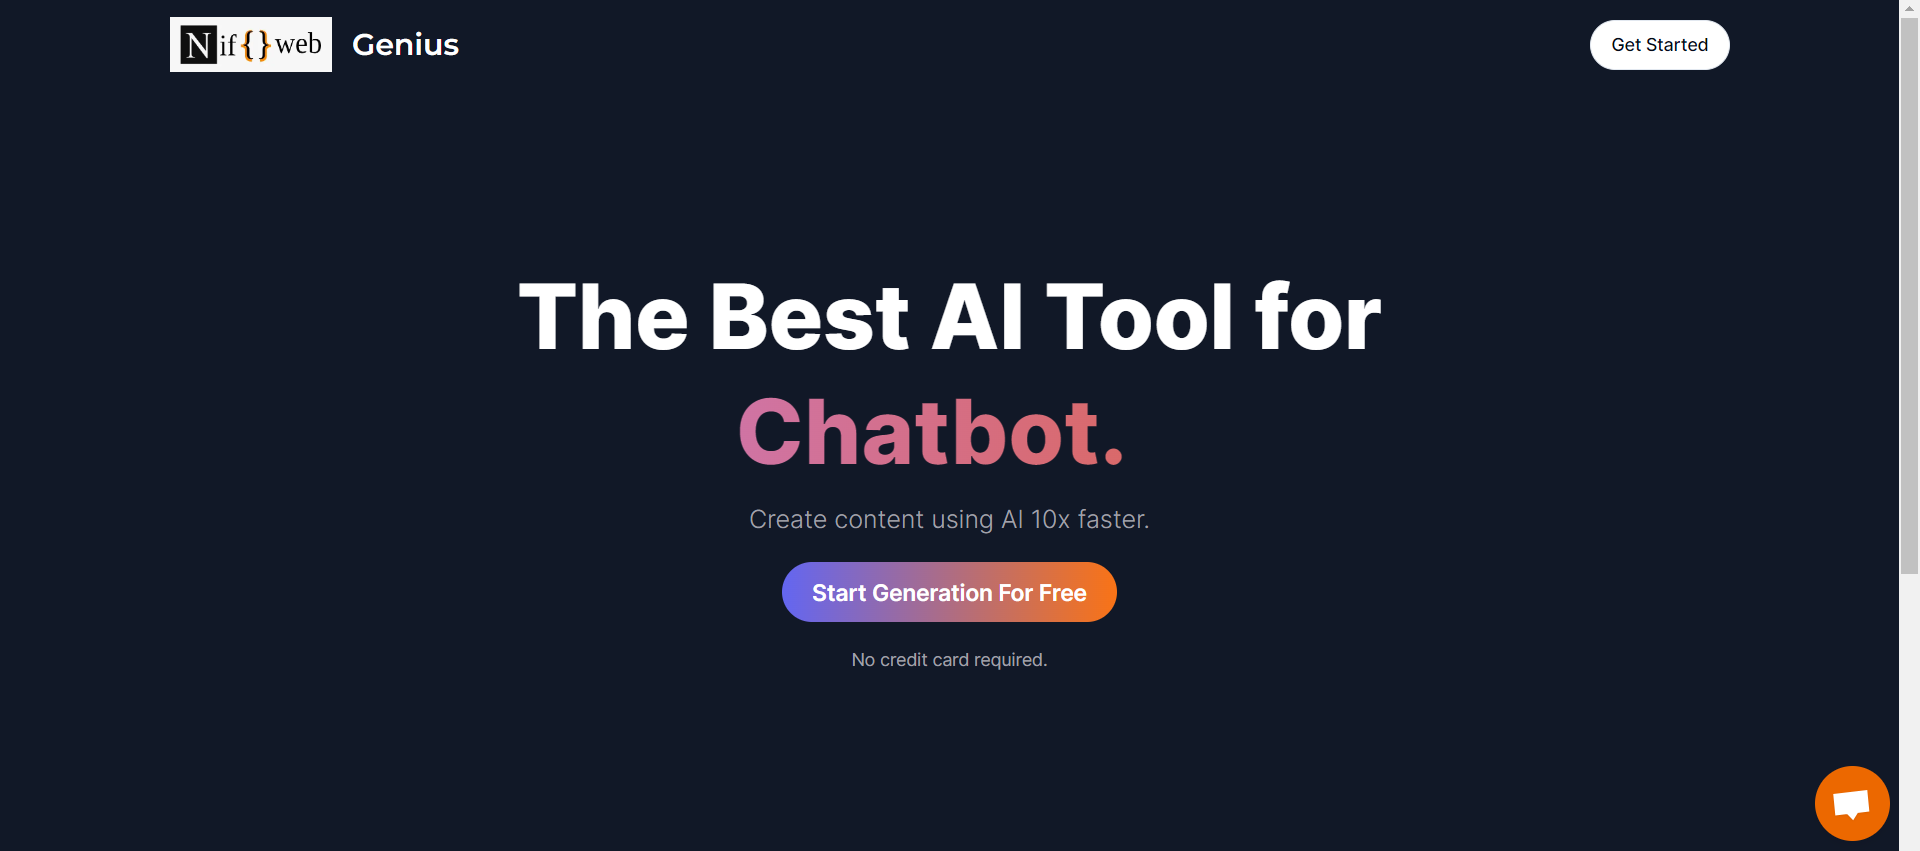 Nif{}web Genius
Get Started
The Best AI Tool for
Chatbot.
Create content using AI 10x faster.
Start Generation For Free
No credit card required.